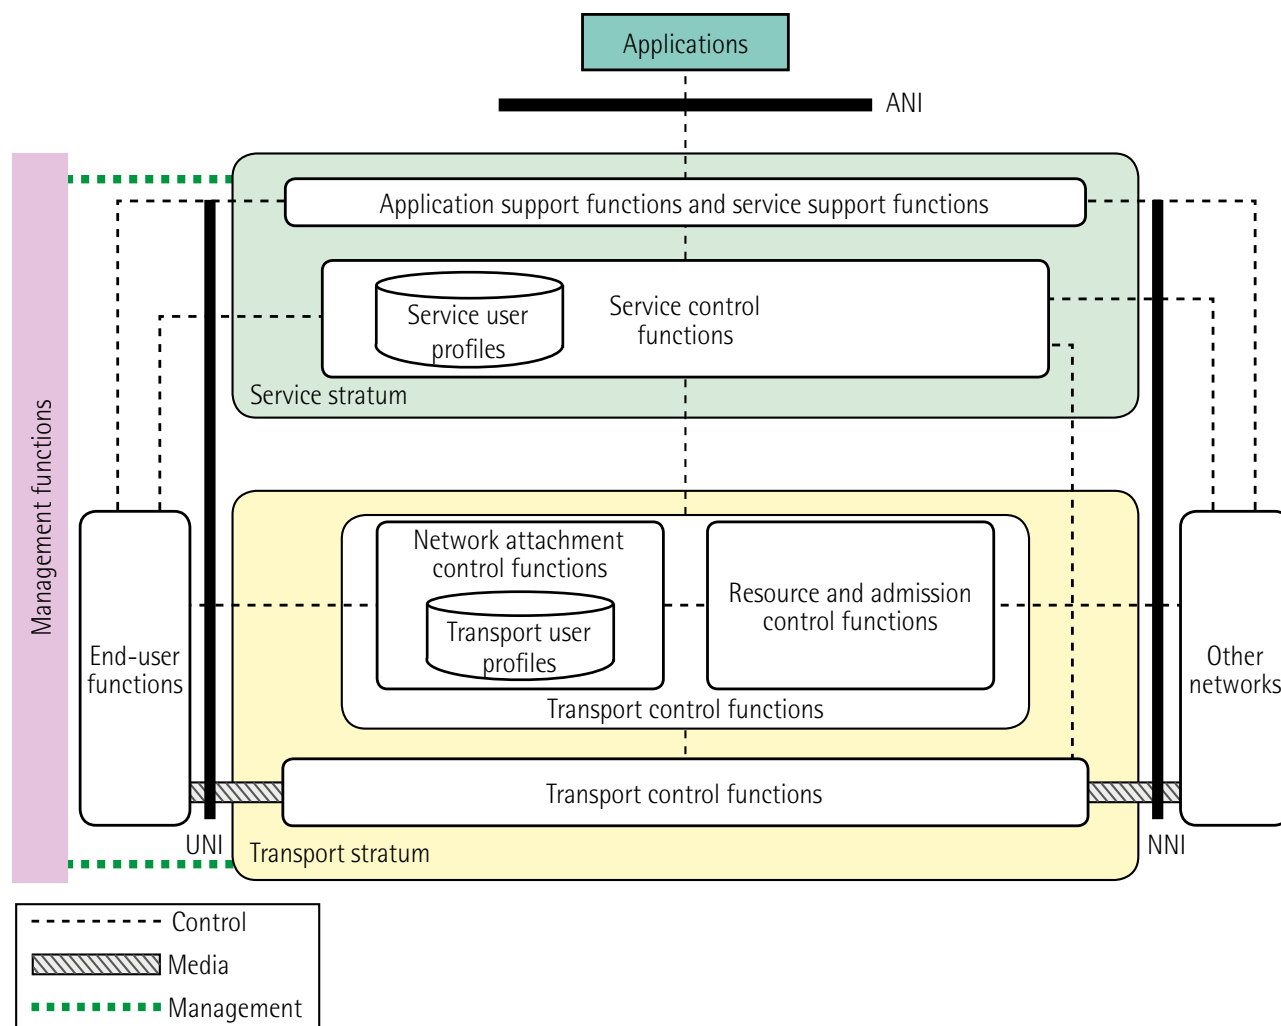 Applications
ANI
Application support functions and service support functions
Service user
profiles
Service control
functions
Service stratum
Management functions
Network attachment
control functions
Transport user
profiles
Resource and admission
control functions
Transport control functions
End-user
functions
Other
networks
Transport control functions
UNI
NNI
Transport stratum
Control
Media
Management